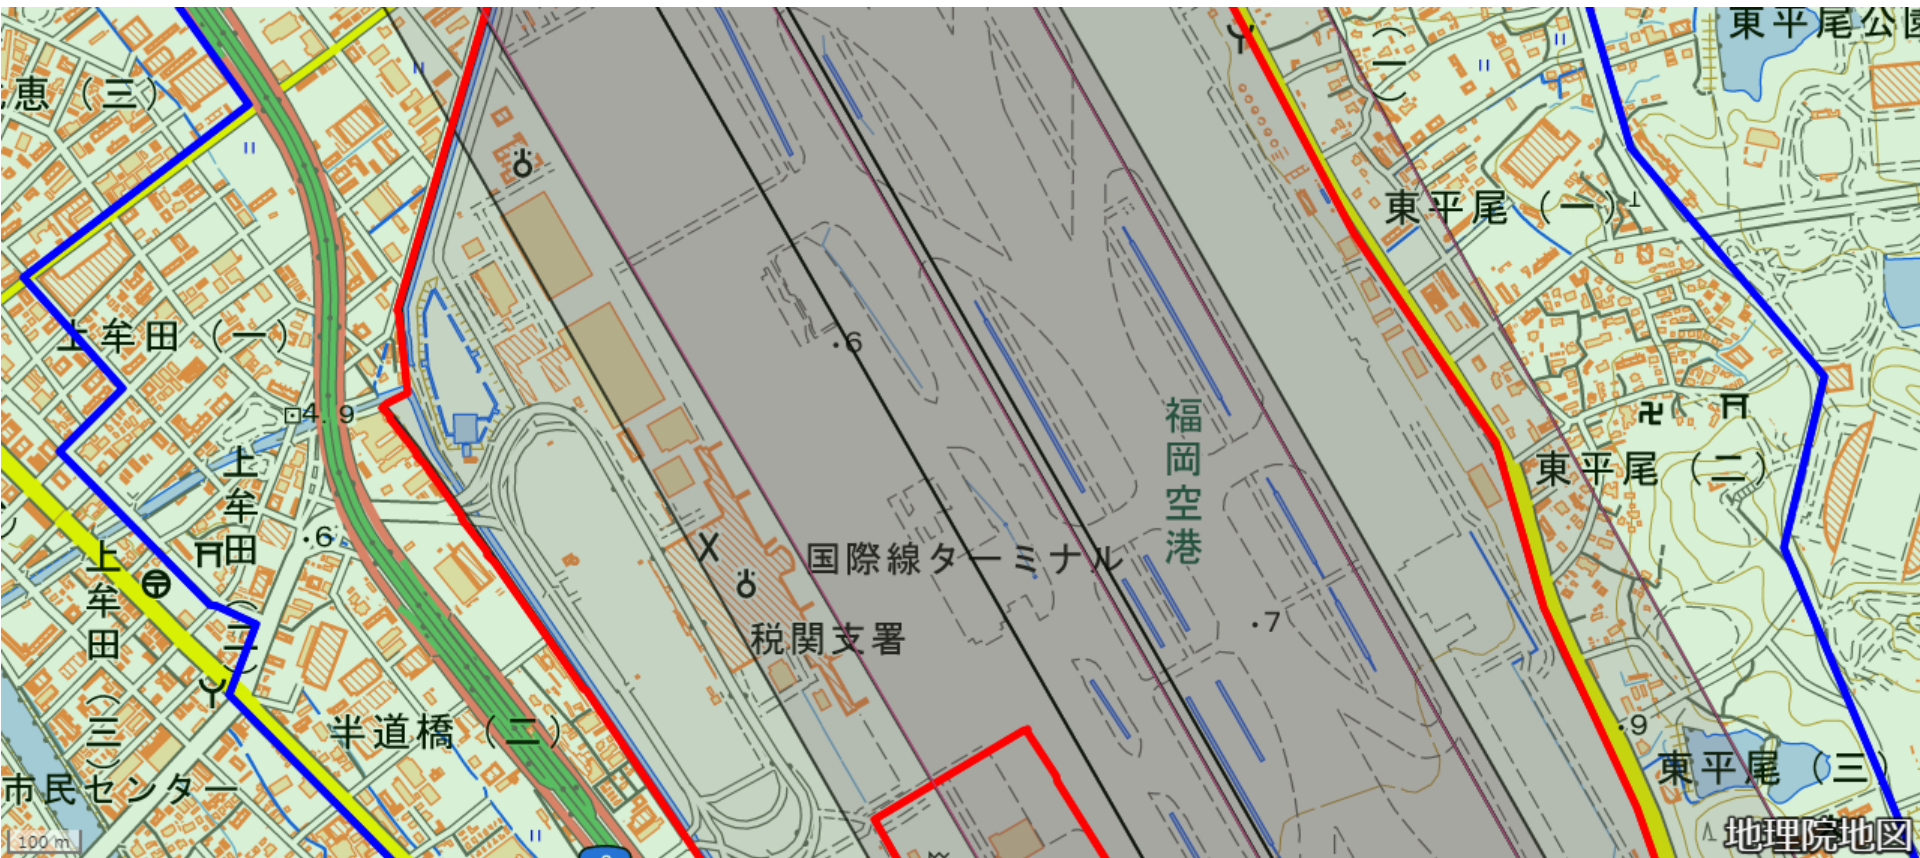 東平尾公園
恵（三）
（一）
東平尾（一）
上牟田（一）
.6
4.9
福岡空港
上牟田（二）
東平尾（二）
.6
国際線ターミナル
上牟田（三）
.7
税関支署
半道橋（二）
.9
東平尾（三）
市民センター
100 m
地理院地図